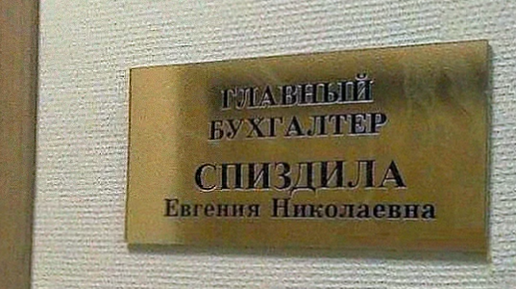 ГЛАВНЫЙ
БУХГАЛТЕР
СПИЗДИЛА
Евгения Николаевна